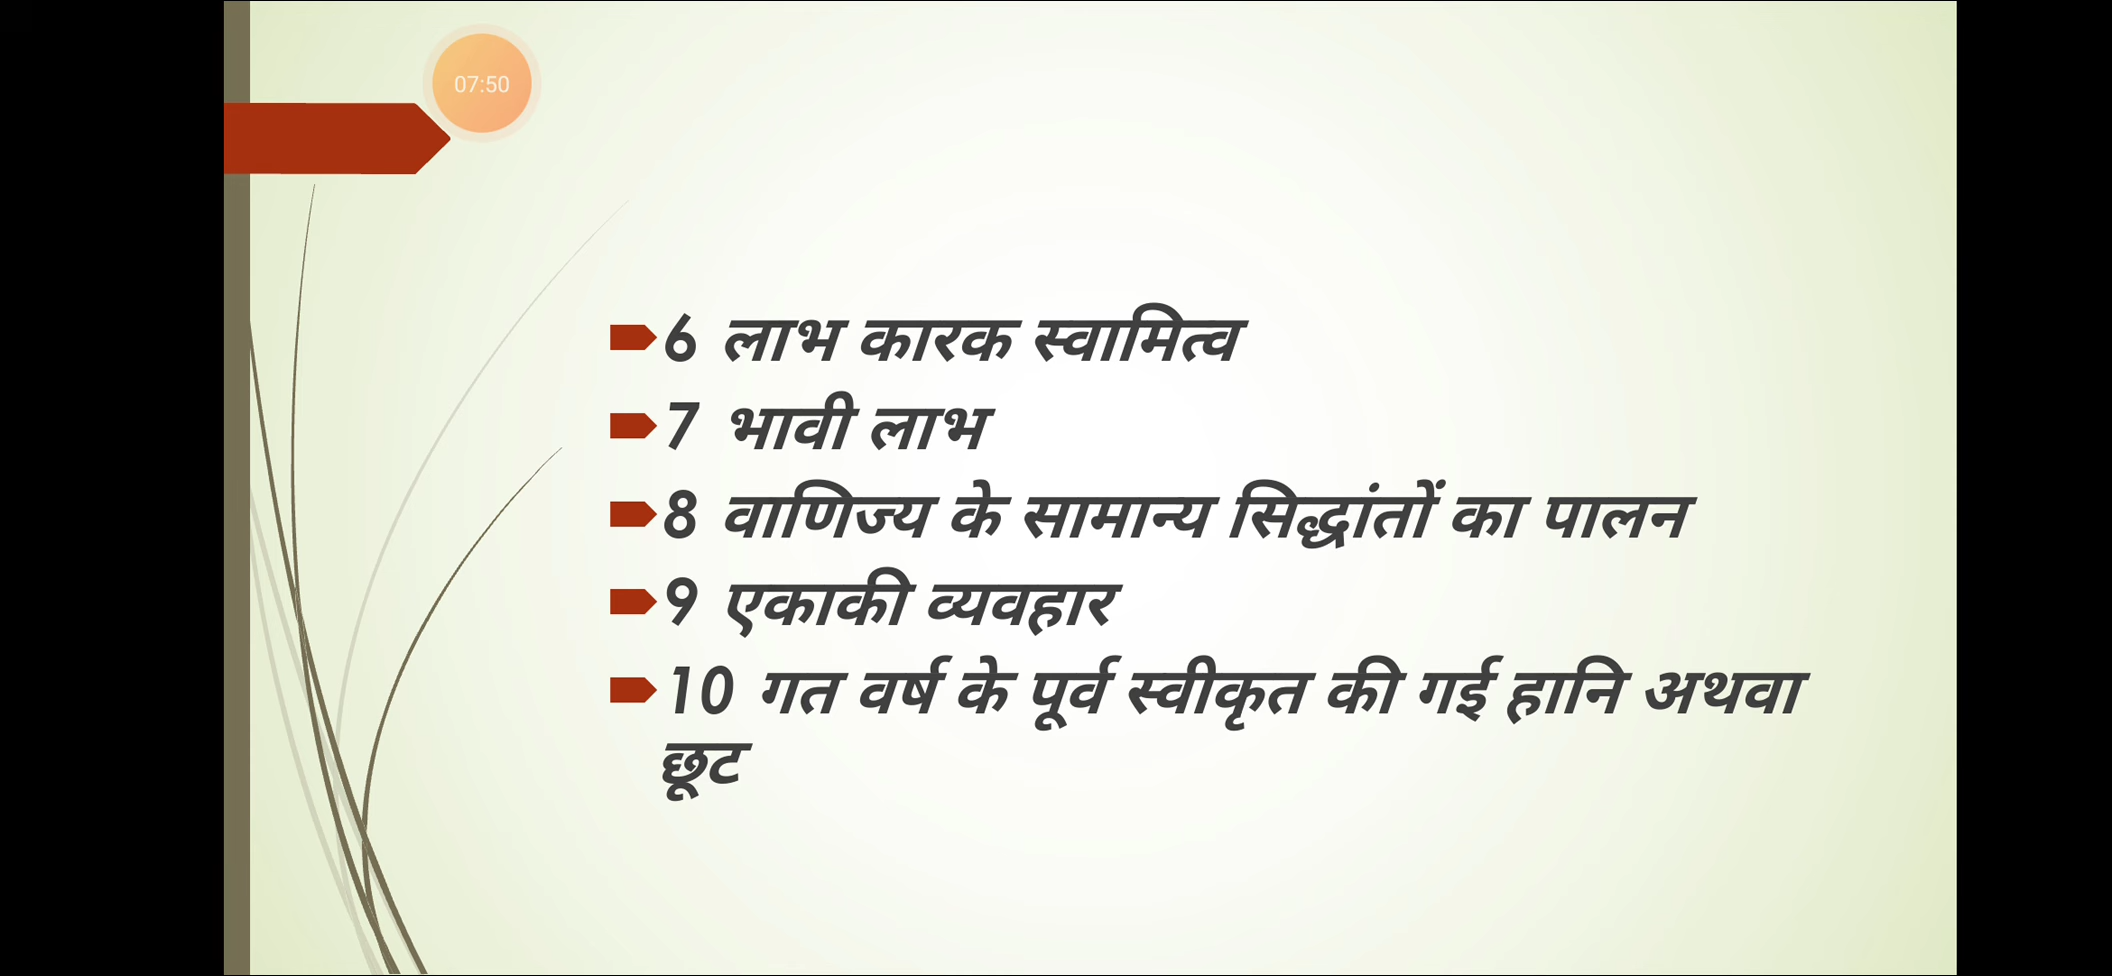 07:50
6 लाभ कारक स्वामित्व
7 भावी लाभ
8 वाणिज्य के सामान्य सिद्धांतों का पालन
9 एकाकी व्यवहार
10 गत वर्ष के पूर्व स्वीकृत की गई हानि अथवा
छूट